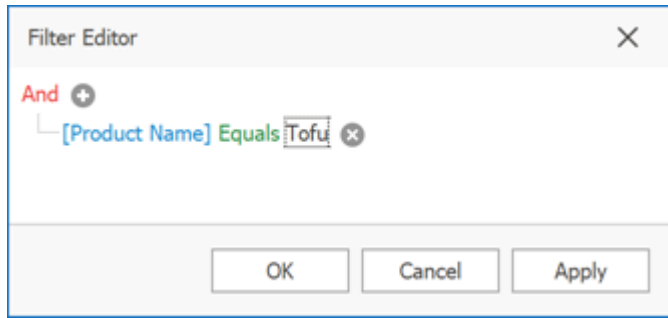 Filter Editor
And
[Product Name] Equals Tofu
OK Cancel Apply